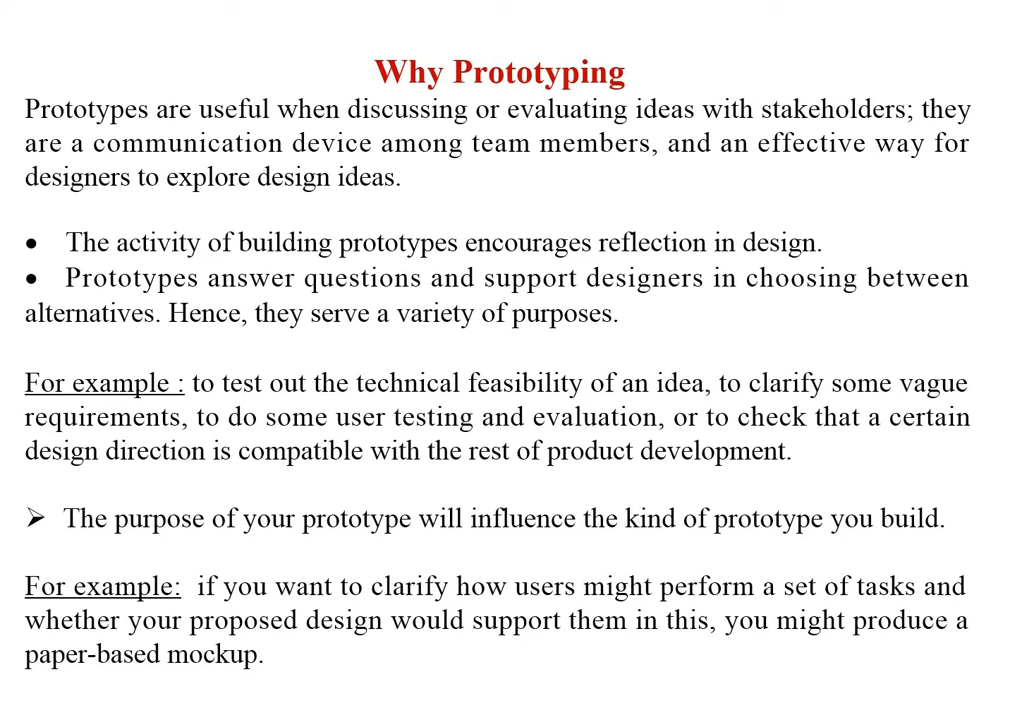 Why Prototyping
Prototypes are useful when discussing or evaluating ideas with stakeholders; they
are a communication device among team members, and an effective way for
designers to explore design ideas.
• The activity of building prototypes encourages reflection in design.
• Prototypes answer questions and support designers in choosing between
alternatives. Hence, they serve a variety of purposes.
For example : to test out the technical feasibility of an idea, to clarify some vague
requirements, to do some user testing and evaluation, or to check that a certain
design direction is compatible with the rest of product development.
➢ The purpose of your prototype will influence the kind of prototype you build.
For example: if you want to clarify how users might perform a set of tasks and
whether your proposed design would support them in this, you might produce a
paper-based mockup.